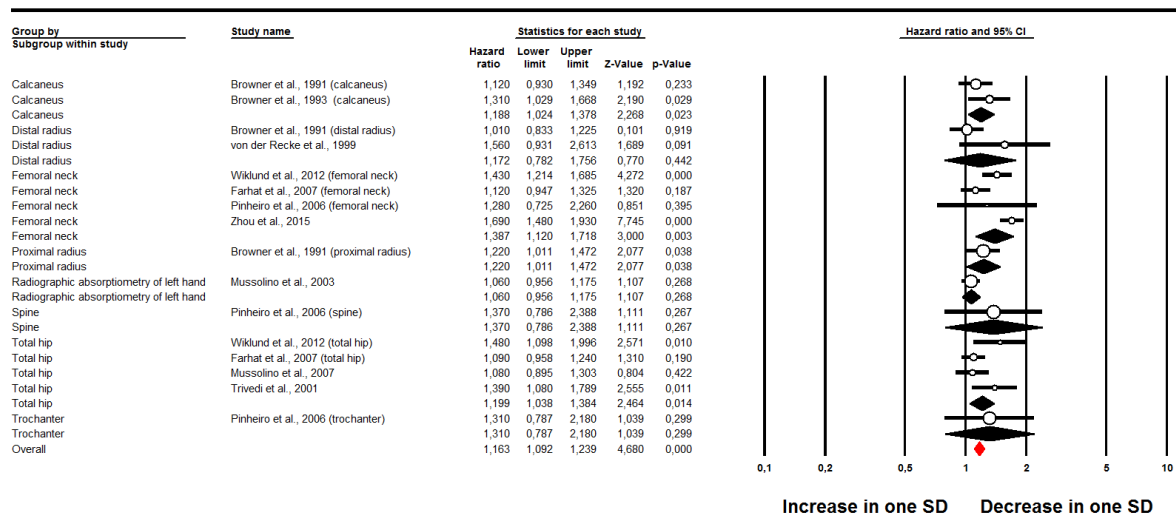 Group by Study name Statistics for each study Hazard ratio and 95% CI
Subgroup within study
Hazard Lower Upper
ratio limit limit Z-Value p-Value
Calcaneus Browner et al., 1991 (calcaneus) 1,120 0,930 1,349 1,192 0,233
Calcaneus Browner et al., 1993 (calcaneus) 1,310 1,029 1,668 2,190 0,029
Calcaneus 1,188 1,024 1,378 2,268 0,023
Distal radius Browner et al., 1991 (distal radius) 1,010 0,833 1,225 0,101 0,919
Distal radius von der Recke et al., 1999 1,560 0,931 2,613 1,689 0,091
Distal radius 1,172 0,782 1,756 0,770 0,442
Femoral neck Wiklund et al., 2012 (femoral neck) 1,430 1,214 1,685 4,272 0,000
Femoral neck Farhat et al., 2007 (femoral neck) 1,120 0,947 1,325 1,320 0,187
Femoral neck Pinheiro et al., 2006 (femoral neck) 1,280 0,725 2,260 0,851 0,395
Femoral neck Zhou et al., 2015 1,690 1,480 1,930 7,745 0,000
Femoral neck 1,387 1,120 1,718 3,000 0,003
Proximal radius Browner et al., 1991 (proximal radius) 1,220 1,011 1,472 2,077 0,038
Proximal radius 1,220 1,011 1,472 2,077 0,038
Radiographic absorptiometry of left hand Mussolino et al., 2003 1,060 0,956 1,175 1,107 0,268
Radiographic absorptiometry of left hand 1,060 0,956 1,175 1,107 0,268
Spine Pinheiro et al., 2006 (spine) 1,370 0,786 2,388 1,111 0,267
Spine 1,370 0,786 2,388 1,111 0,267
Total hip Wiklund et al., 2012 (total hip) 1,480 1,098 1,996 2,571 0,010
Total hip Farhat et al., 2007 (total hip) 1,090 0,958 1,240 1,310 0,190
Total hip Mussolino et al., 2007 1,080 0,895 1,303 0,804 0,422
Total hip Trivedi et al., 2001 1,390 1,080 1,789 2,555 0,011
Total hip 1,199 1,038 1,384 2,464 0,014
Trochanter Pinheiro et al., 2006 (trochanter) 1,310 0,787 2,180 1,039 0,299
Trochanter 1,310 0,787 2,180 1,039 0,299
Overall 1,163 1,092 1,239 4,680 0,000
0,1 0,2 0,5 1 2 5 10
Increase in one SD Decrease in one SD